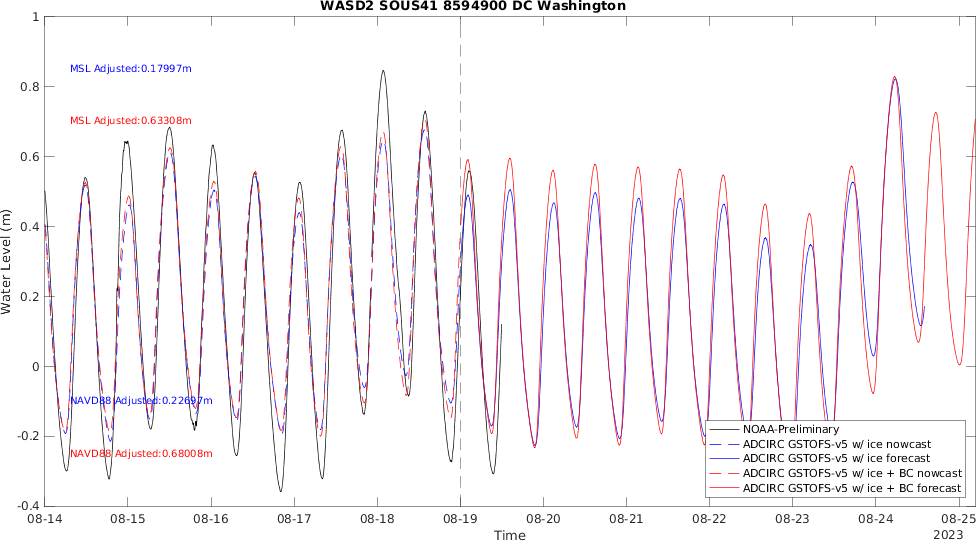 WASD2 SOUS41 8594900 DC Washington
1
0.8
0.6
0.4
0.2
0
-0.2
-0.4
Water Level (m)
MSL Adjusted:0.17997m
MSL Adjusted:0.63308m
NAVD88 Adjusted:0.22697m
NAVD88 Adjusted:0.68008m
NOAA-Preliminary
ADCIRC GSTOFS-v5 w/ ice nowcast
ADCIRC GSTOFS-v5 w/ ice forecast
ADCIRC GSTOFS-v5 w/ ice + BC nowcast
ADCIRC GSTOFS-v5 w/ ice + BC forecast
08-14 08-15 08-16 08-17 08-18 08-19 08-20 08-21 08-22 08-23 08-24 08-25
Time
2023